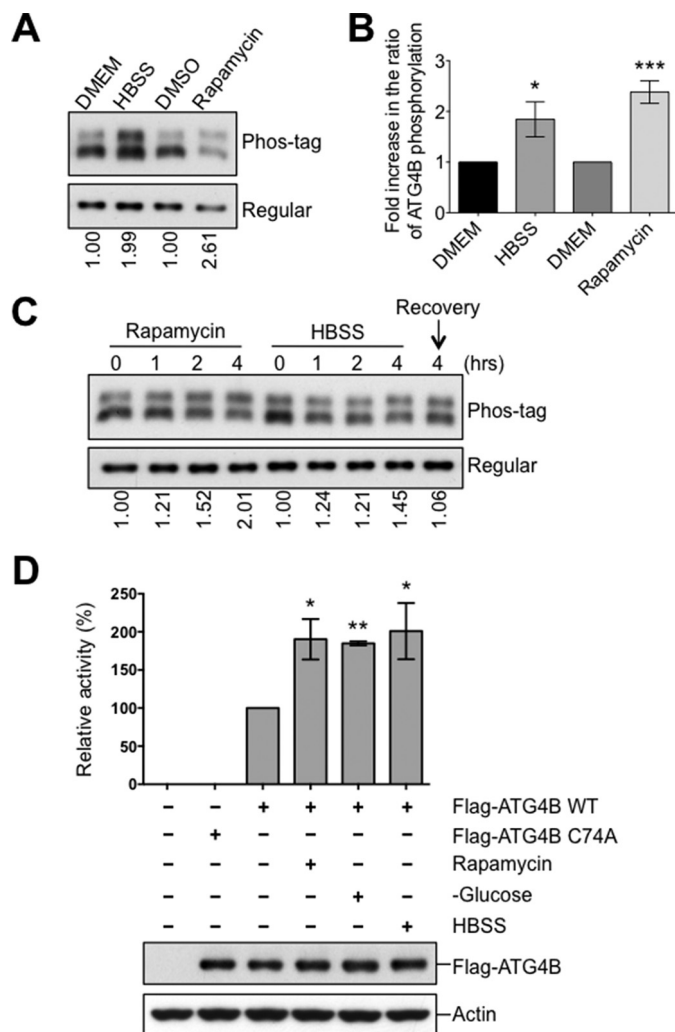 A
DMEM
HBSS
DMSO
Rapamycin
Phos-tag
Regular
1.00
1.99
1.00
2.61
B
Fold increase in the ratio
of ATG4B phosphorylation
3
2
1
0
*
***
DMEM
HBSS
DMEM
Rapamycin
C
Recovery
Rapamycin HBSS
0 1 2 4 0 1 2 4 4 (hrs)
Phos-tag
Regular
1.00
1.21
1.52
2.01
1.00
1.24
1.21
1.45
1.06
D
Relative activity (%)
250
200
150
100
50
0
* ** *
– – + + + + Flag-ATG4B WT
– + – – – – Flag-ATG4B C74A
– – – + – – Rapamycin
– – – – + – -Glucose
– – – – – + HBSS
Flag-ATG4B
Actin